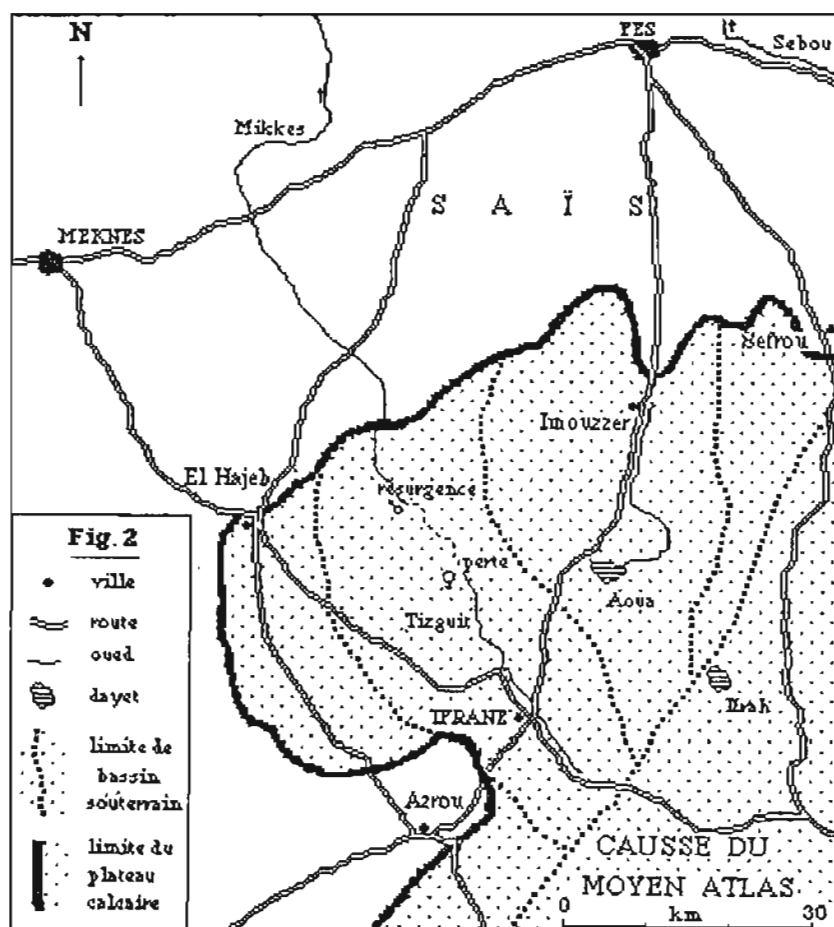 N
FES
Sebou
Mikkes
S A Ï S
MEKNES
Sefrou
Imouzzer
El Hajeb
résurgence
perte
Aoua
Tizguit
Ifrah
IFRANE
Azrou
Fig. 2
ville
route
oued
dayet
limite de
bassin
souterrain
limite du
plateau
calcaire
CAUSSE DU
MOYEN ATLAS
0 30
km